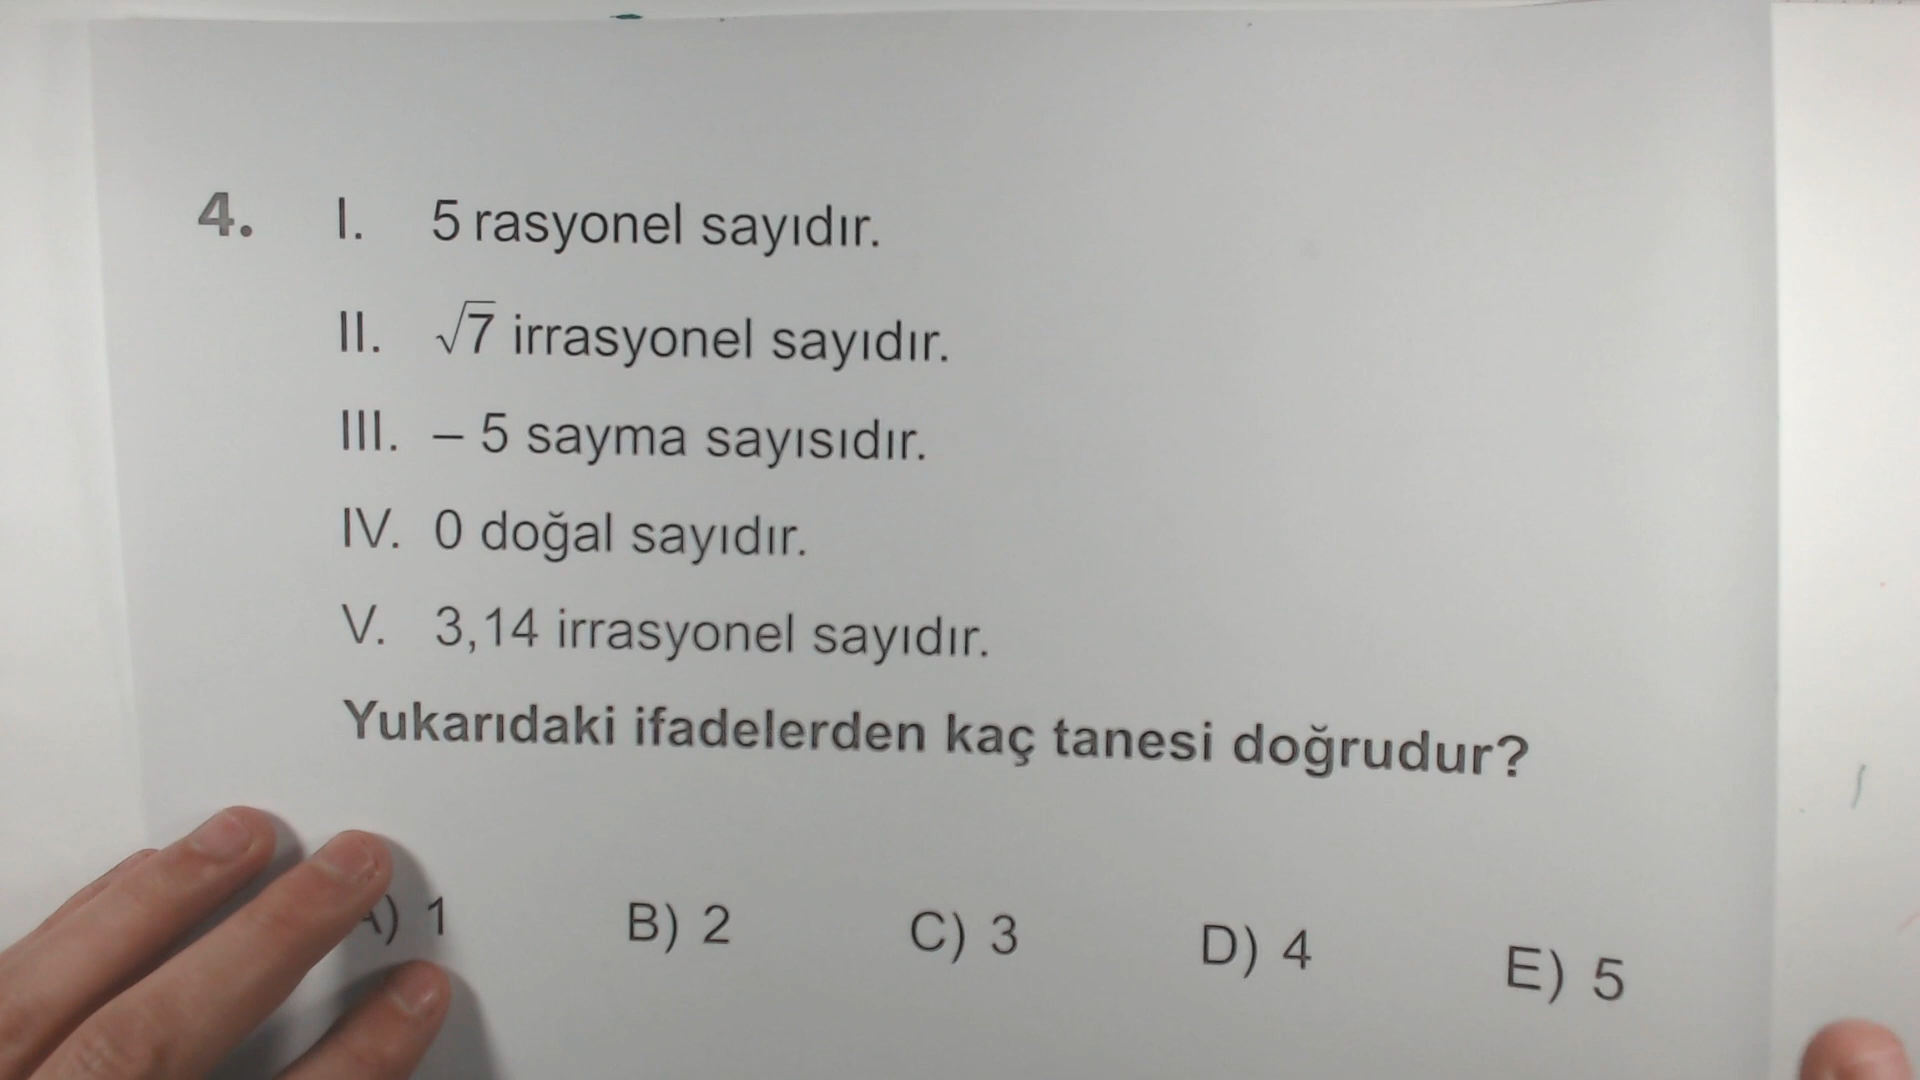 4. I. 5 rasyonel sayıdır.
II. √7 irrasyonel sayıdır.
III. – 5 sayma sayısıdır.
IV. 0 doğal sayıdır.
V. 3,14 irrasyonel sayıdır.
Yukarıdaki ifadelerden kaç tanesi doğrudur?
A) 1 B) 2 C) 3 D) 4 E) 5